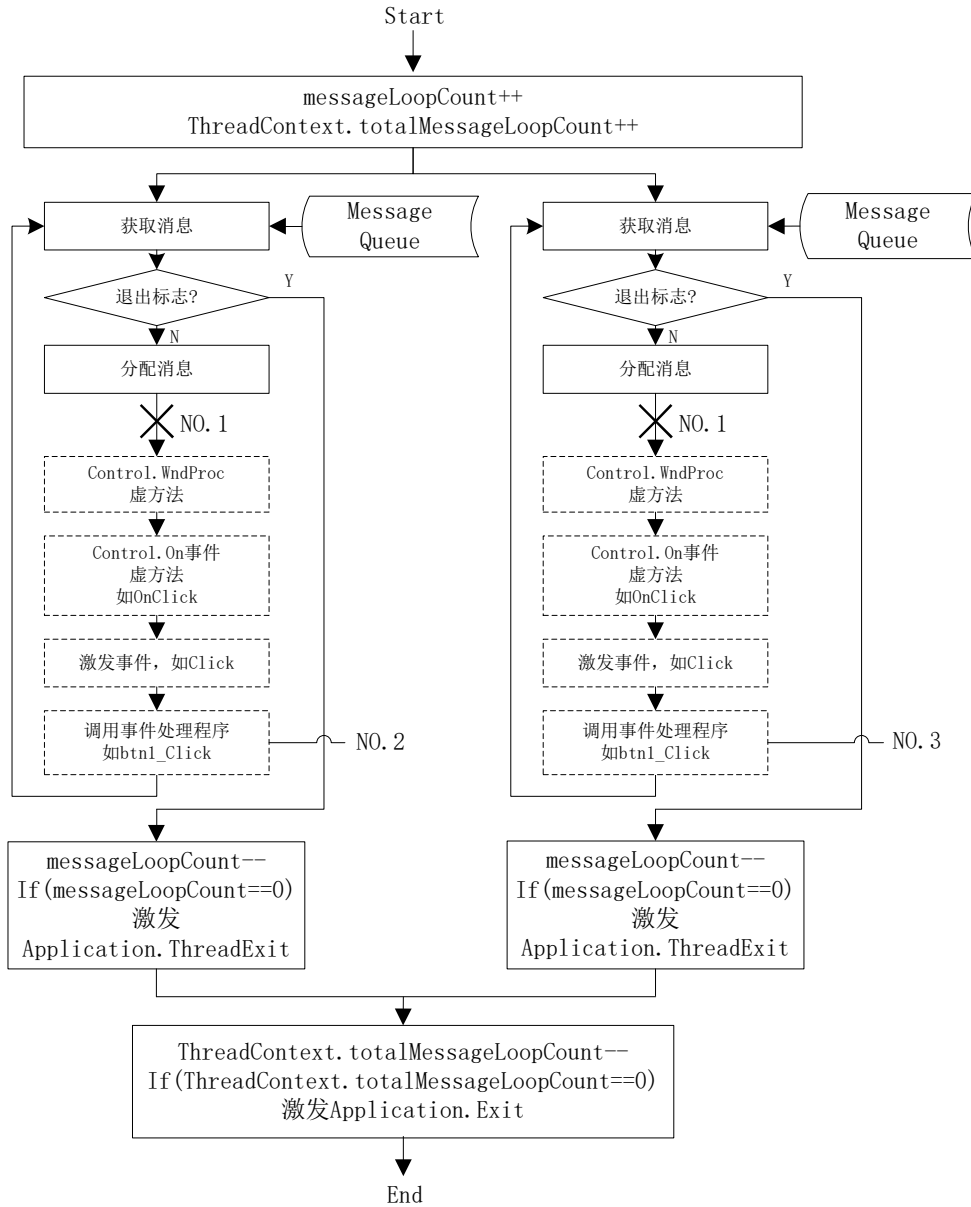 Start
messageLoopCount++
ThreadContext.totalMessageLoopCount++
获取消息
Message
Queue
退出标志?
Y
N
分配消息
NO.1
Control.WndProc
虚方法
Control.On事件
虚方法
如OnClick
激发事件，如Click
调用事件处理程序
如btn1_Click
NO.2
messageLoopCount--
If(messageLoopCount==0)
激发
Application.ThreadExit
获取消息
Message
Queue
退出标志?
Y
N
分配消息
NO.1
Control.WndProc
虚方法
Control.On事件
虚方法
如OnClick
激发事件，如Click
调用事件处理程序
如btn1_Click
NO.3
messageLoopCount--
If(messageLoopCount==0)
激发
Application.ThreadExit
ThreadContext.totalMessageLoopCount--
If(ThreadContext.totalMessageLoopCount==0)
激发Application.Exit
End